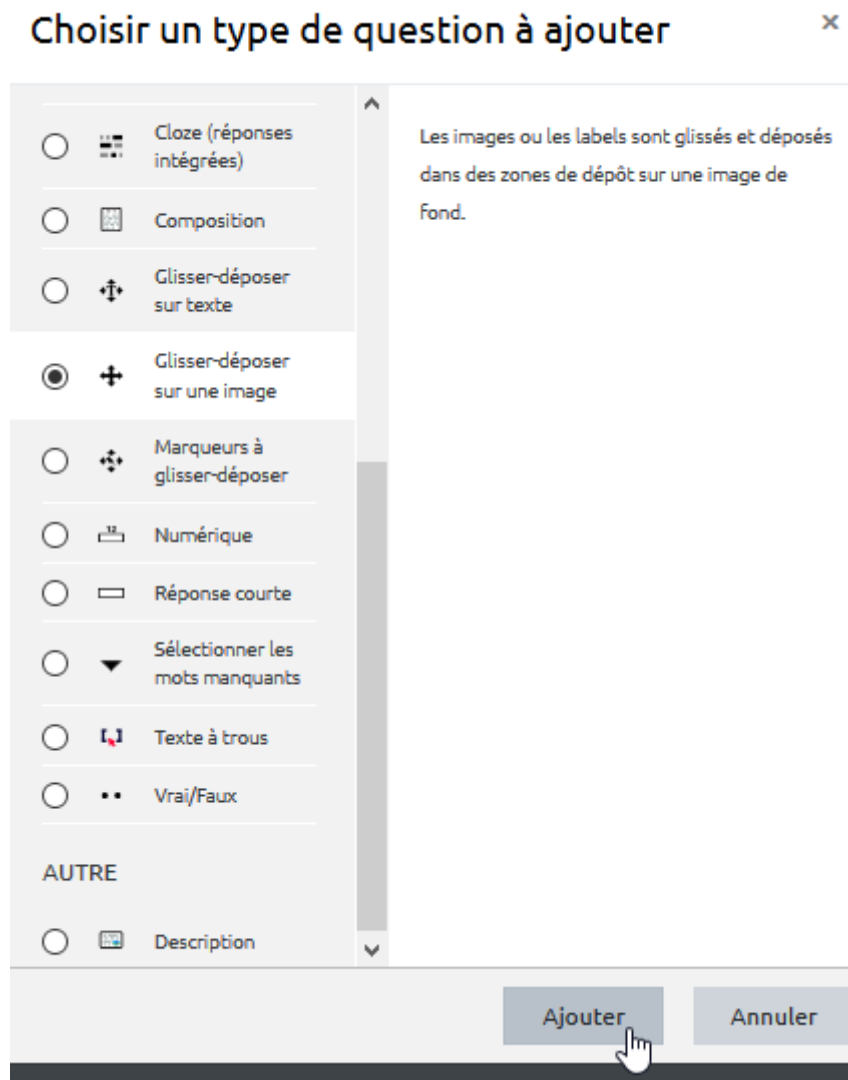 Choisir un type de question à ajouter
×
Cloze (réponses
intégrées)
Composition
Glisser-déposer
sur texte
Glisser-déposer
sur une image
Marqueurs à
glisser-déposer
12
Numérique
Réponse courte
Sélectionner les
mots manquants
Texte à trous
Vrai/Faux
AUTRE
Description
Les images ou les labels sont glissés et déposés
dans des zones de dépôt sur une image de
fond.
Ajouter
Annuler